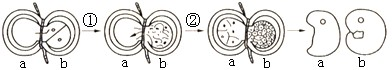 ① ②
a b a b a b a b